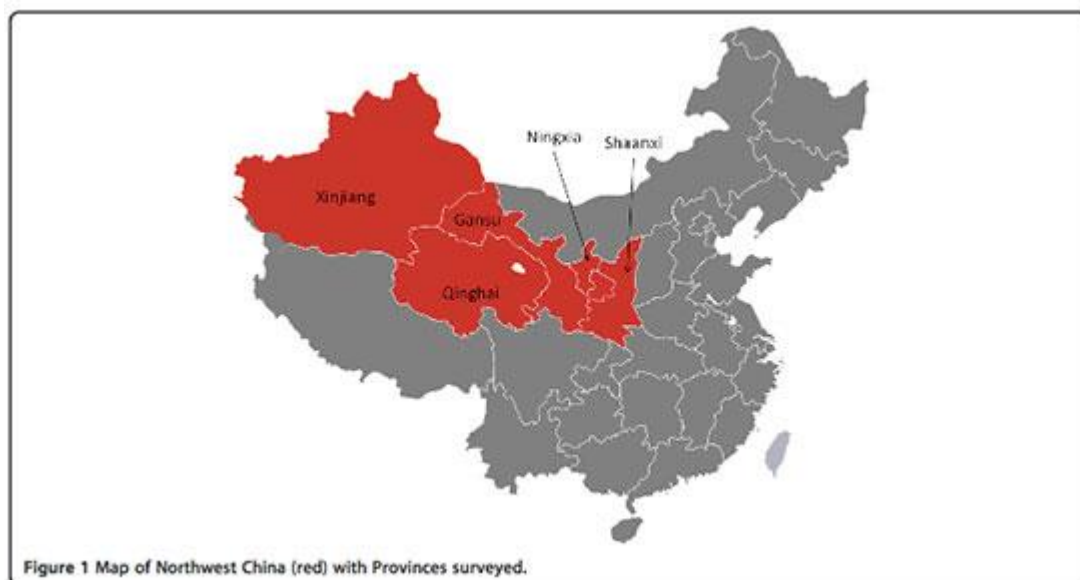 Ningxia
Shaanxi
Xinjiang
Gansu
Qinghai
Figure 1 Map of Northwest China (red) with Provinces surveyed.